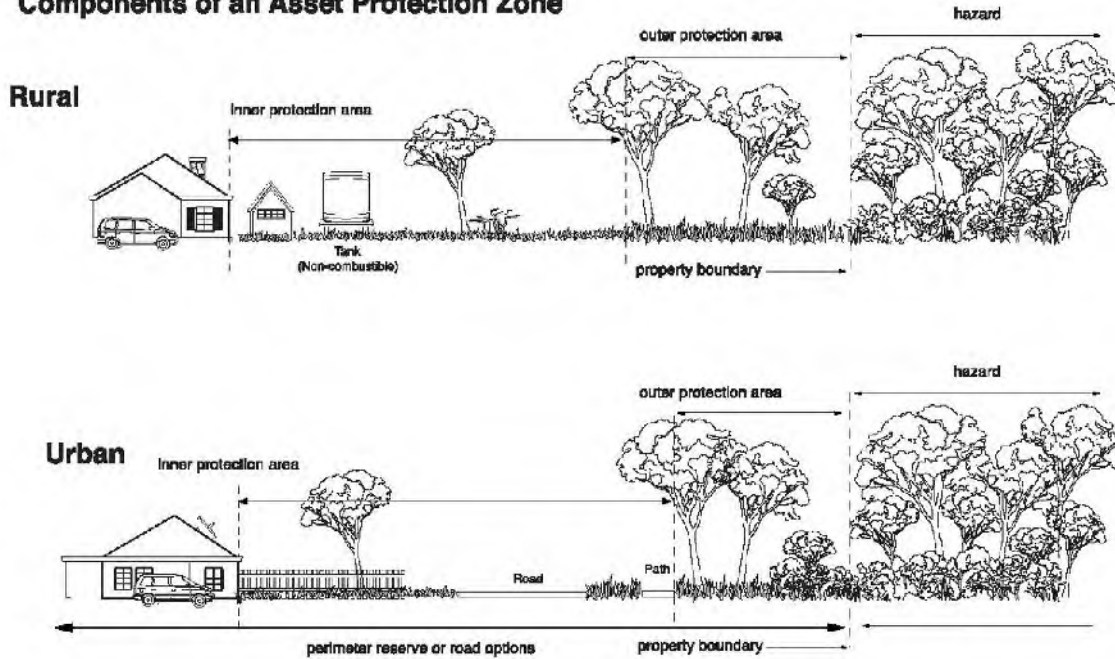 Components of an Asset Protection Zone
hazard
outer protection area
Rural
Inner protection area
Tank
(Non-combustible)
property boundary
hazard
outer protection area
Urban
Inner protection area
Road
Path
perimeter reserve or road options
property boundary